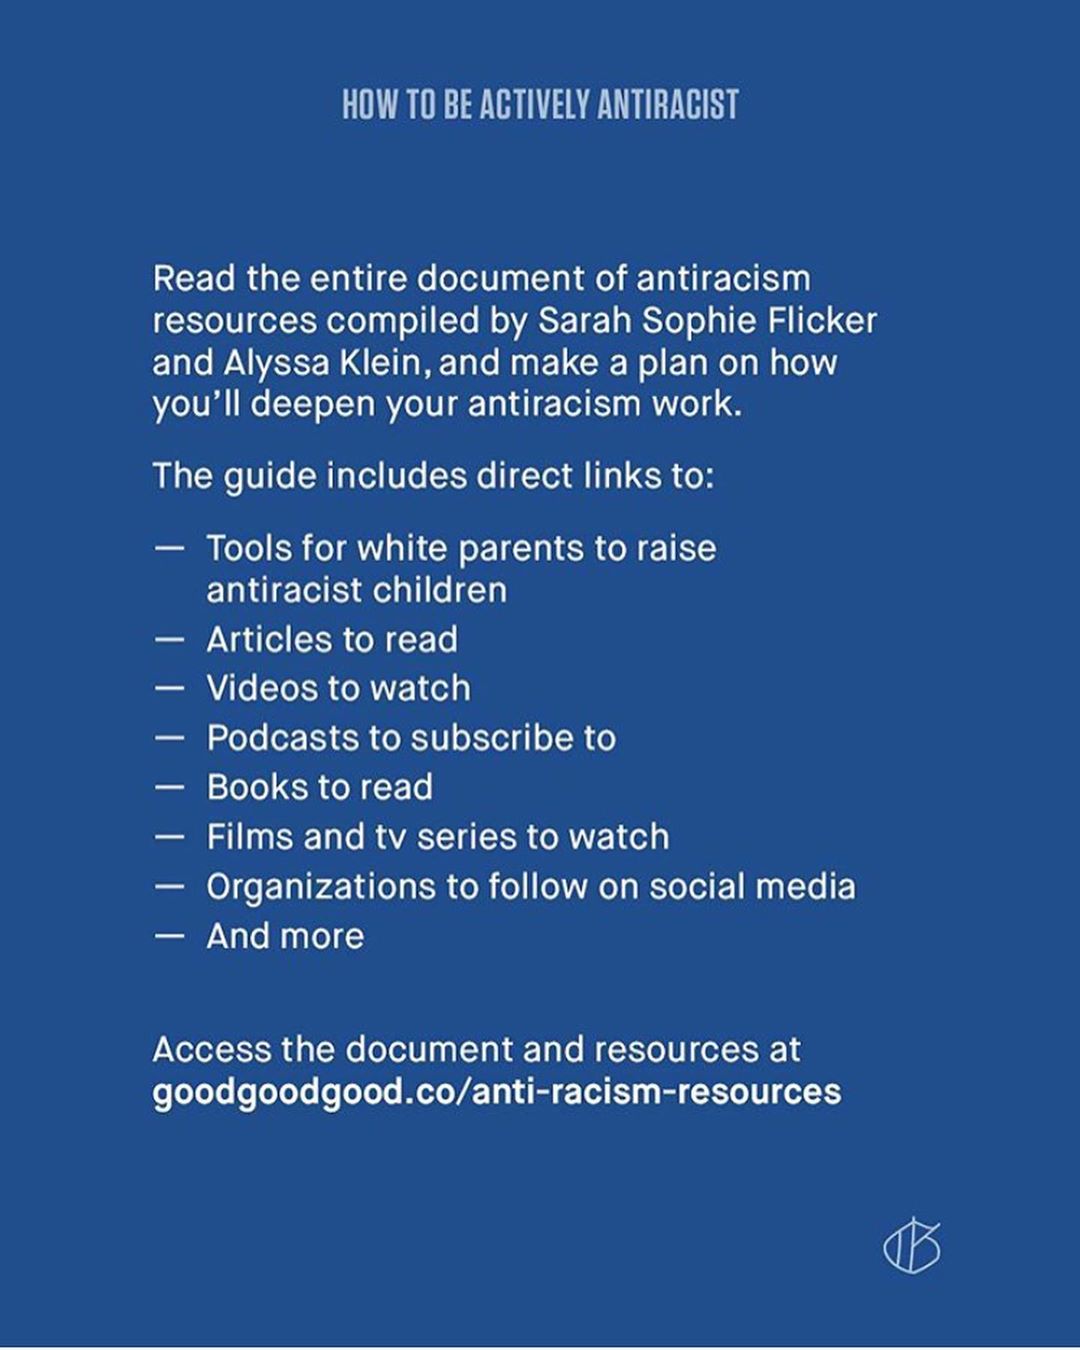 HOW TO BE ACTIVELY ANTIRACIST
Read the entire document of antiracism
resources compiled by Sarah Sophie Flicker
and Alyssa Klein, and make a plan on how
you’ll deepen your antiracism work.
The guide includes direct links to:
— Tools for white parents to raise
antiracist children
— Articles to read
— Videos to watch
— Podcasts to subscribe to
— Books to read
— Films and tv series to watch
— Organizations to follow on social media
— And more
Access the document and resources at
goodgoodgood.co/anti-racism-resources